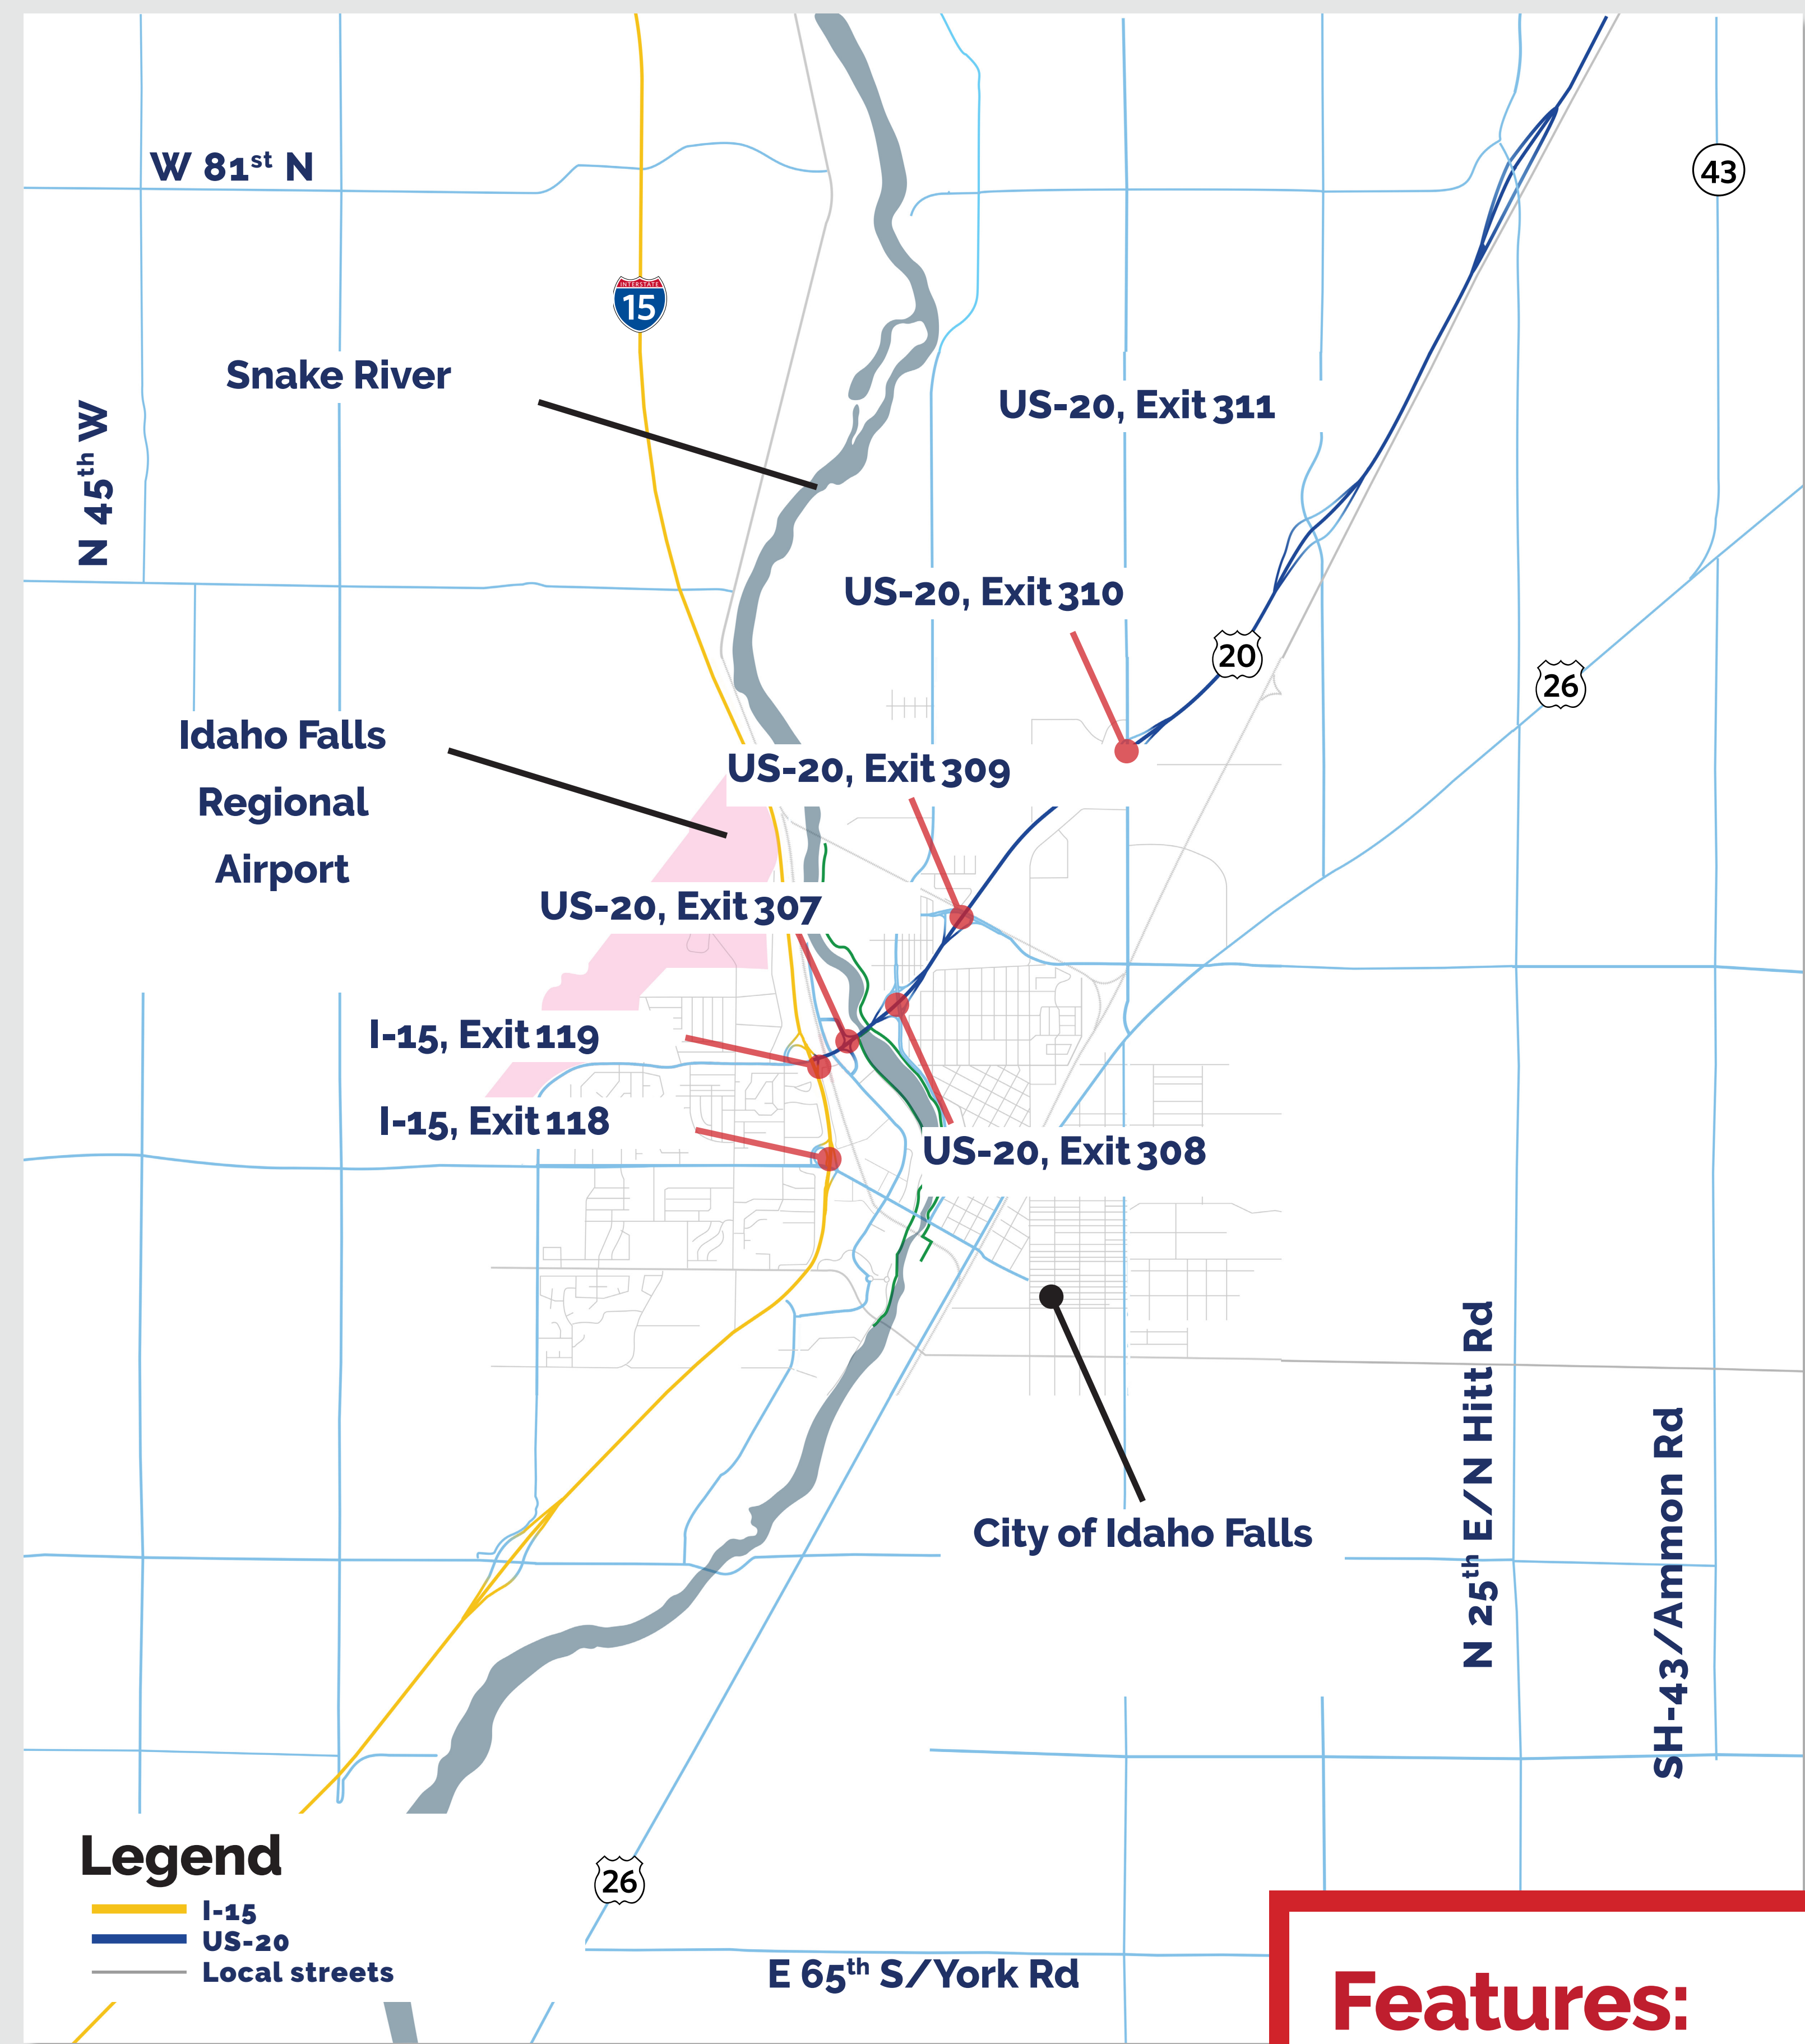 W 81st N
43
INTERSTATE
15
Snake River
US-20, Exit 311
N 45th W
US-20, Exit 310
20
26
Idaho Falls
Regional
Airport
US-20, Exit 309
US-20, Exit 307
I-15, Exit 119
I-15, Exit 118
US-20, Exit 308
N 25th E/N Hitt Rd
SH-43/Ammon Rd
City of Idaho Falls
Legend
I-15
US-20
Local streets
26
E 65th S/York Rd
Features: